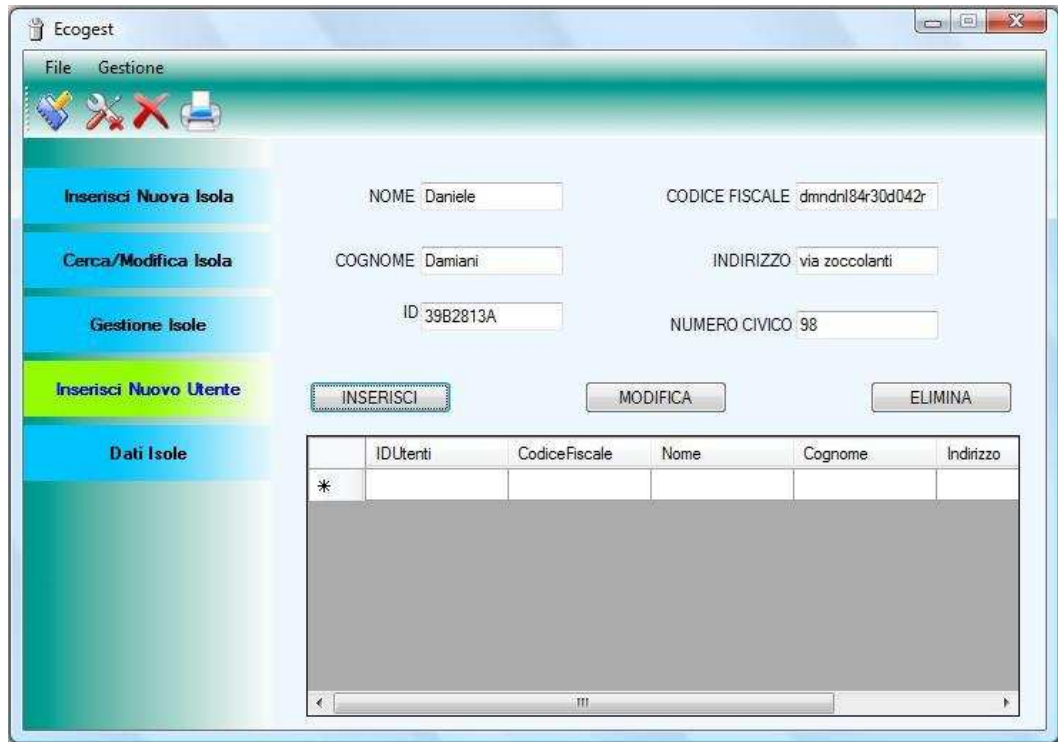 Ecogest
File Gestione
Inserisci Nuova Isola
Cerca/Modifica Isola
Gestione Isole
Inserisci Nuovo Utente
Dati Isole
NOME Daniele CODICE FISCALE dmndnl84r30d042r
COGNOME Damiani INDIRIZZO via zoccolanti
ID 39B2813A NUMERO CIVICO 98
INSERISCI MODIFICA ELIMINA
IDUtenti CodiceFiscale Nome Cognome Indirizzo